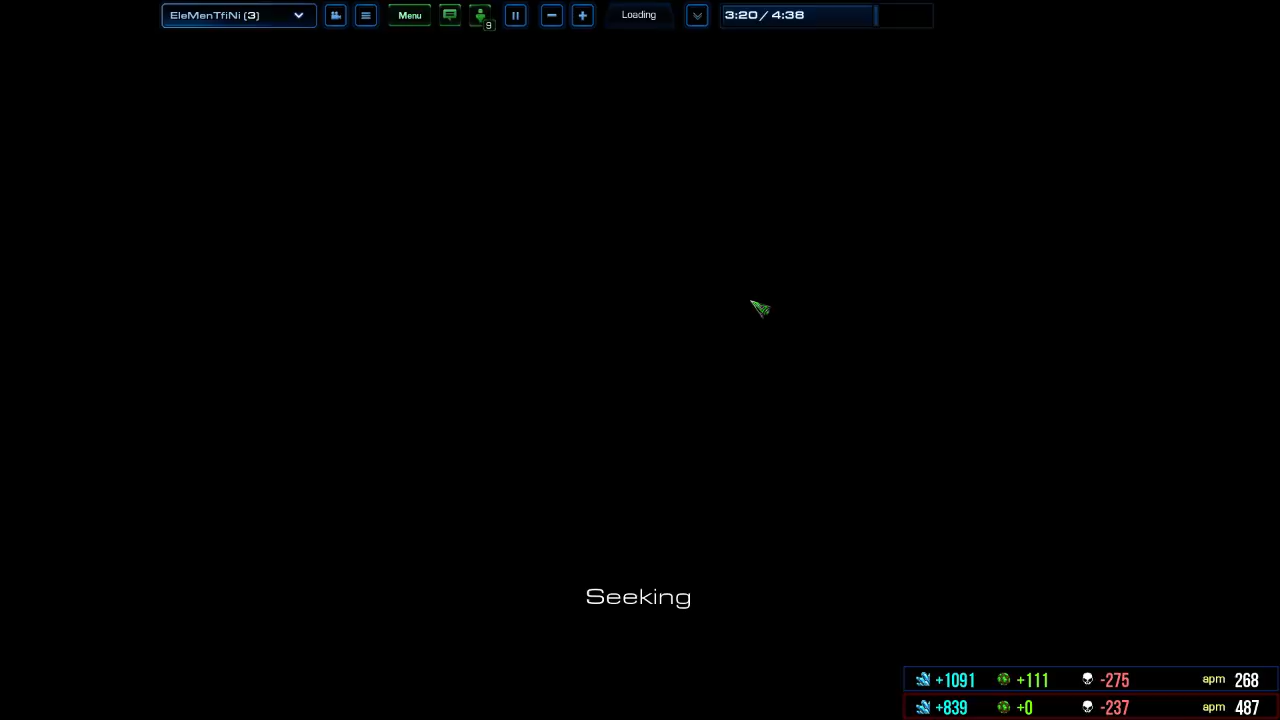 EleMenTfiNi (3) Menu 9 Loading 3:20 / 4:38
Seeking
+1091 +111 -275 apm 268
+839 +0 -237 apm 487